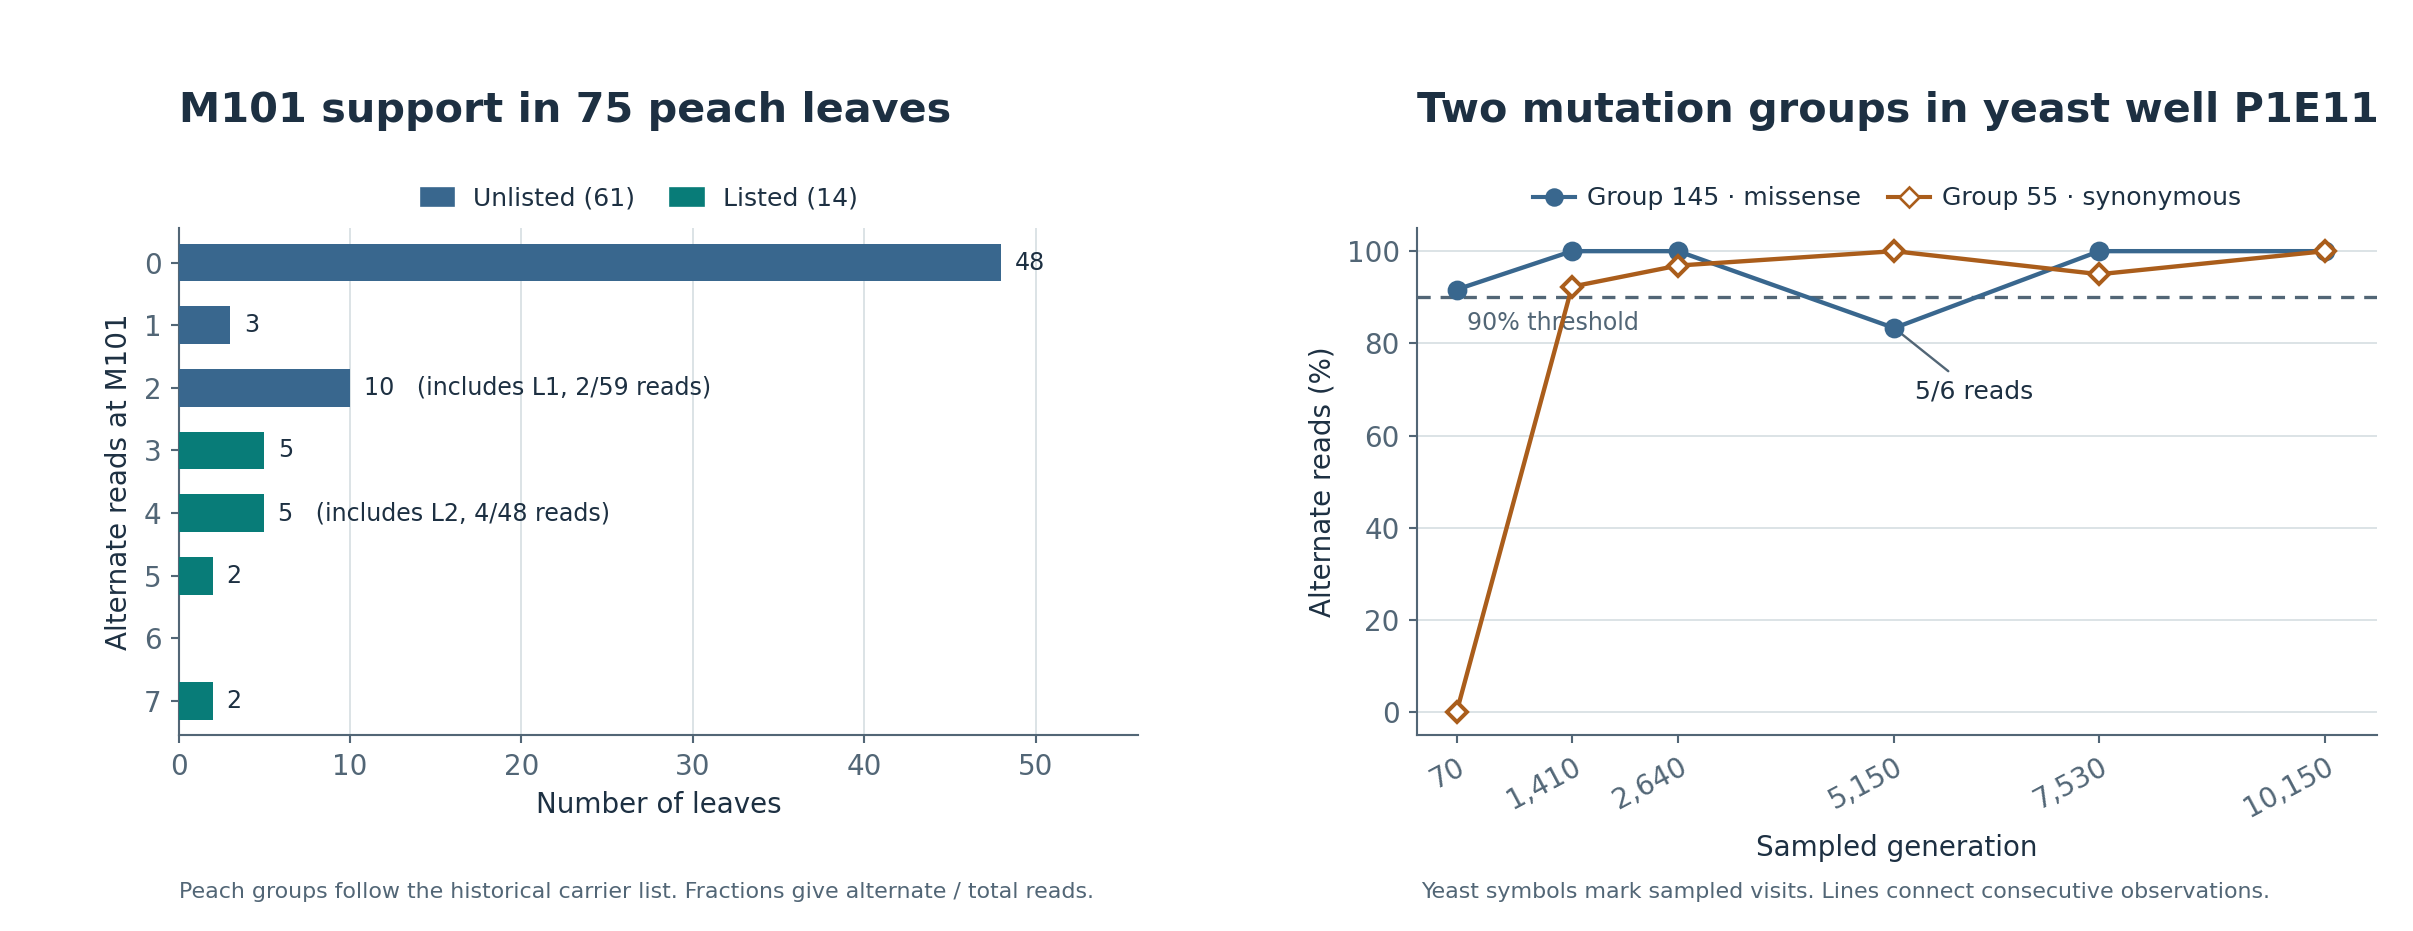 M101 support in 75 peach leaves
Unlisted (61)
Listed (14)
Alternate reads at M101
0
48
1
3
2
10 (includes L1, 2/59 reads)
3
5
4
5 (includes L2, 4/48 reads)
5
2
6
7
2
0 10 20 30 40 50
Number of leaves
Peach groups follow the historical carrier list. Fractions give alternate / total reads.
Two mutation groups in yeast well P1E11
Group 145 · missense
Group 55 · synonymous
Alternate reads (%)
100
80
60
40
20
0
90% threshold
5/6 reads
70 1,410 2,640 5,150 7,530 10,150
Sampled generation
Yeast symbols mark sampled visits. Lines connect consecutive observations.